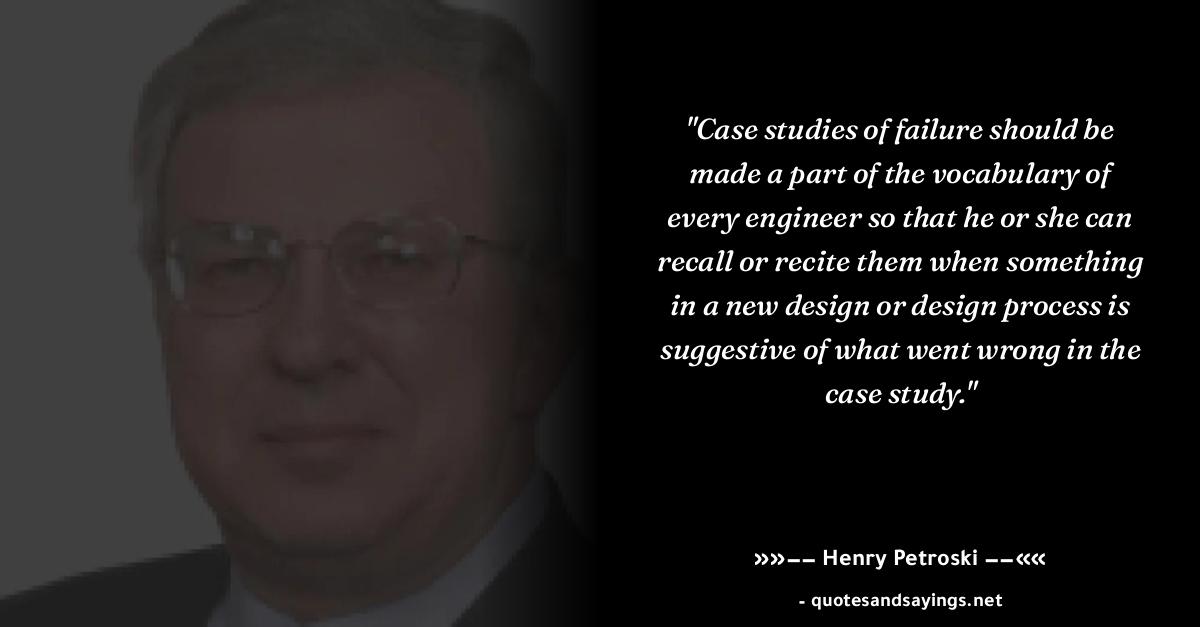 "Case studies of failure should be
made a part of the vocabulary of
every engineer so that he or she can
recall or recite them when something
in a new design or design process is
suggestive of what went wrong in the
case study."
»»–– Henry Petroski ––««
- quotesandsayings.net